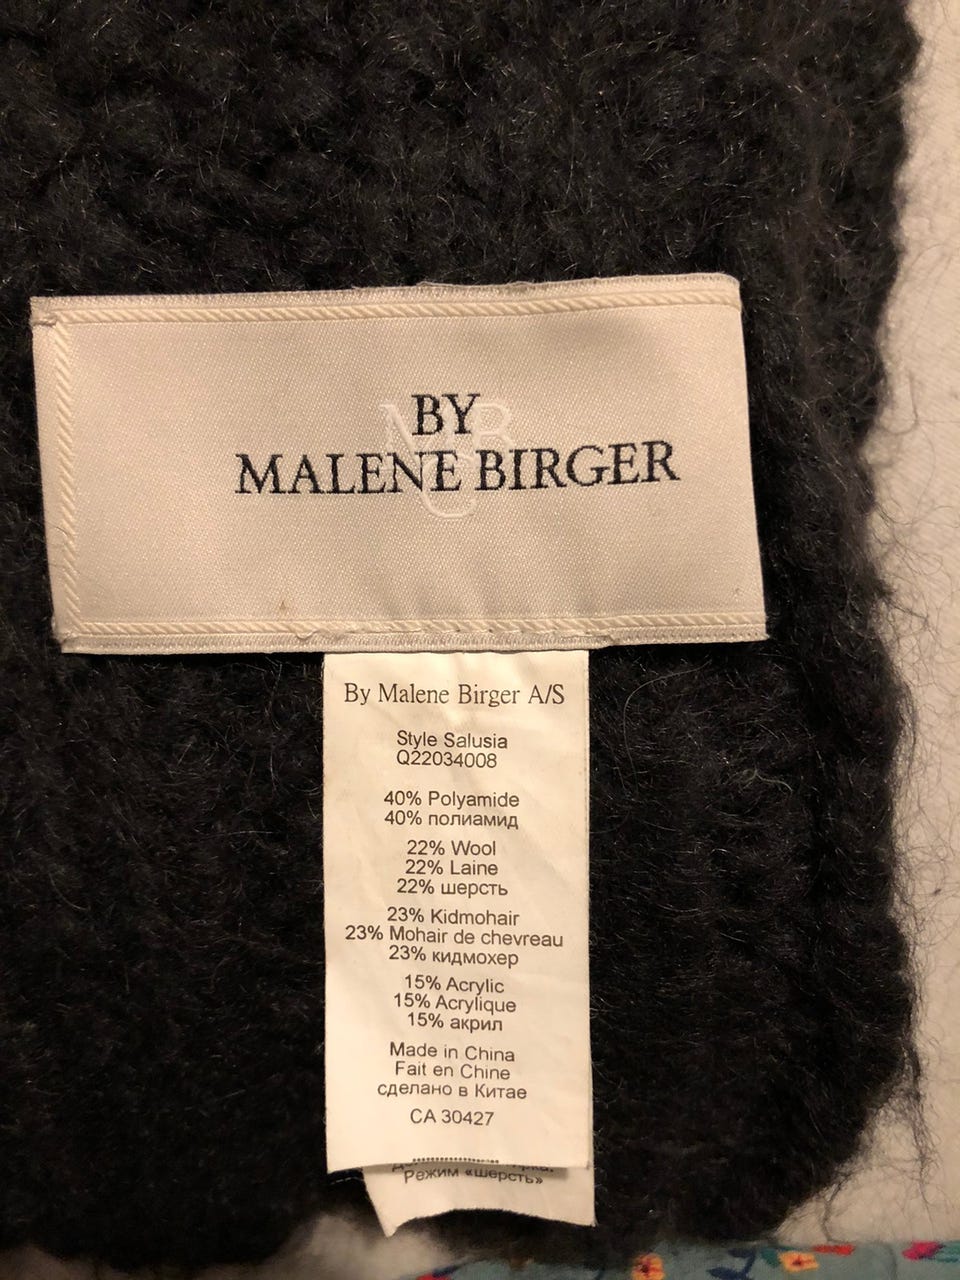 BY
MALENE BIRGER
By Malene Birger A/S
Style Salusia
Q22034008
40% Polyamide
40% полиамид
22% Wool
22% Laine
22% шерсть
23% Kidmohair
23% Mohair de chevreau
23% кидмохер
15% Acrylic
15% Acrylique
15% акрил
Made in China
Fait en Chine
сделано в Китае
CA 30427
Режим «шерсть»